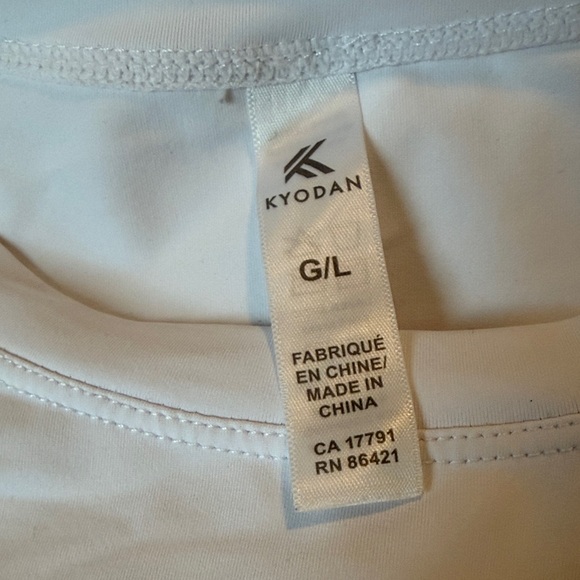 KYODAN
G/L
FABRIQUÉ
EN CHINE/
MADE IN
CHINA
CA 17791
RN 86421